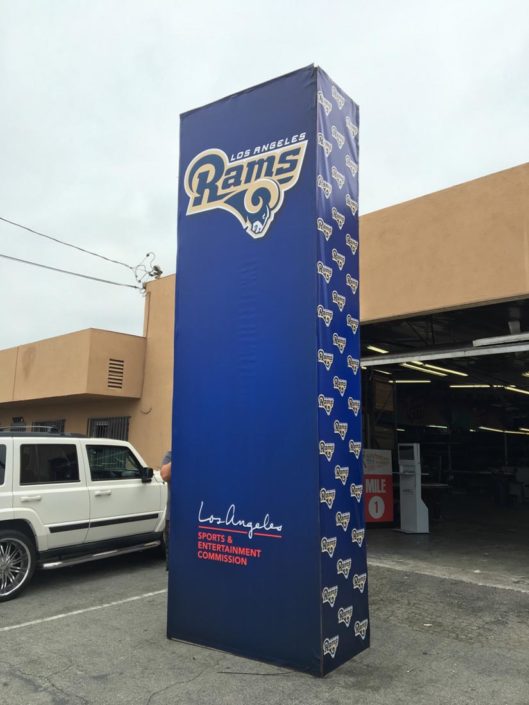 LOS ANGELES
Rams
Los Angeles
SPORTS &
ENTERTAINMENT
COMMISSION
MILE
1